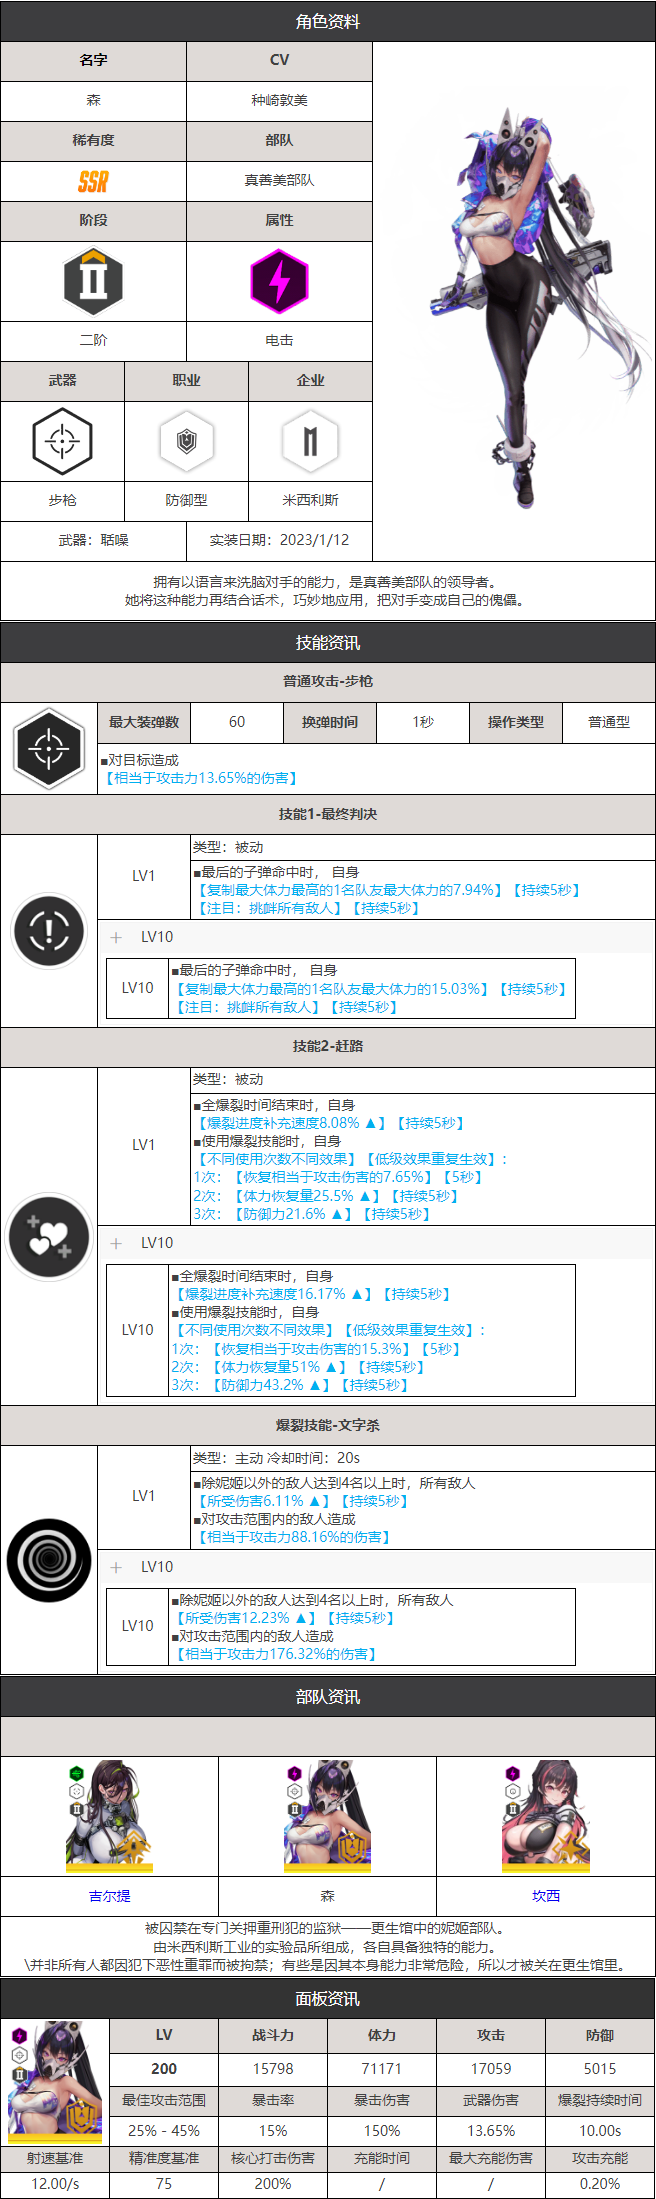 角色资料
名字
CV
森
种崎敦美
稀有度
部队
SSR
真善美部队
阶段
属性
二阶
电击
武器
职业
企业
步枪
防御型
米西利斯
武器：聒噪
实装日期：2023/1/12
拥有以语言来洗脑对手的能力，是真善美部队的领导者。
她将这种能力再结合话术，巧妙地应用，把对手变成自己的傀儡。
技能资讯
普通攻击-步枪
最大装弹数
60
换弹时间
1秒
操作类型
普通型
■对目标造成
【相当于攻击力13.65%的伤害】
技能1-最终判决
LV1
类型：被动
■最后的子弹命中时， 自身
【复制最大体力最高的1名队友最大体力的7.94%】【持续5秒】
【注目：挑衅所有敌人】【持续5秒】
+ LV10
LV10
■最后的子弹命中时， 自身
【复制最大体力最高的1名队友最大体力的15.03%】【持续5秒】
【注目：挑衅所有敌人】【持续5秒】
技能2-赶路
LV1
类型：被动
■全爆裂时间结束时，自身
【爆裂进度补充速度8.08% ▲】【持续5秒】
■使用爆裂技能时，自身
【不同使用次数不同效果】【低级效果重复生效】：
1次：【恢复相当于攻击伤害的7.65%】【5秒】
2次：【体力恢复量25.5% ▲】【持续5秒】
3次：【防御力21.6% ▲】【持续5秒】
+ LV10
LV10
■全爆裂时间结束时，自身
【爆裂进度补充速度16.17% ▲】【持续5秒】
■使用爆裂技能时，自身
【不同使用次数不同效果】【低级效果重复生效】：
1次：【恢复相当于攻击伤害的15.3%】【5秒】
2次：【体力恢复量51% ▲】【持续5秒】
3次：【防御力43.2% ▲】【持续5秒】
爆裂技能-文字杀
LV1
类型：主动 冷却时间：20s
■除妮姬以外的敌人达到4名以上时，所有敌人
【所受伤害6.11% ▲】【持续5秒】
■对攻击范围内的敌人造成
【相当于攻击力88.16%的伤害】
+ LV10
LV10
■除妮姬以外的敌人达到4名以上时，所有敌人
【所受伤害12.23% ▲】【持续5秒】
■对攻击范围内的敌人造成
【相当于攻击力176.32%的伤害】
部队资讯
吉尔提
森
坎西
被囚禁在专门关押重刑犯的监狱——更生馆中的妮姬部队。
由米西利斯工业的实验品所组成，各自具备独特的能力。
\并非所有人都因犯下恶性重罪而被拘禁；有些是因其本身能力非常危险，所以才被关在更生馆里。
面板资讯
LV
战斗力
体力
攻击
防御
200
15798
71171
17059
5015
最佳攻击范围
暴击率
暴击伤害
武器伤害
爆裂持续时间
25% - 45%
15%
150%
13.65%
10.00s
射速基准
精准度基准
核心打击伤害
充能时间
最大充能伤害
攻击充能
12.00/s
75
200%
/
/
0.20%